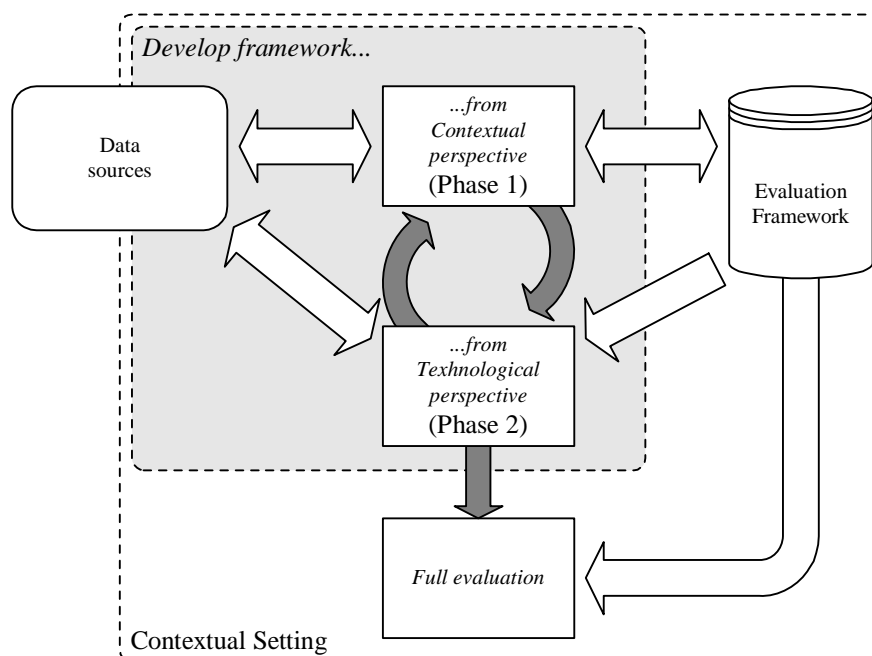 Develop framework...
Data
sources
...from
Contextual
perspective
(Phase 1)
Evaluation
Framework
...from
Texhnological
perspective
(Phase 2)
Full evaluation
Contextual Setting